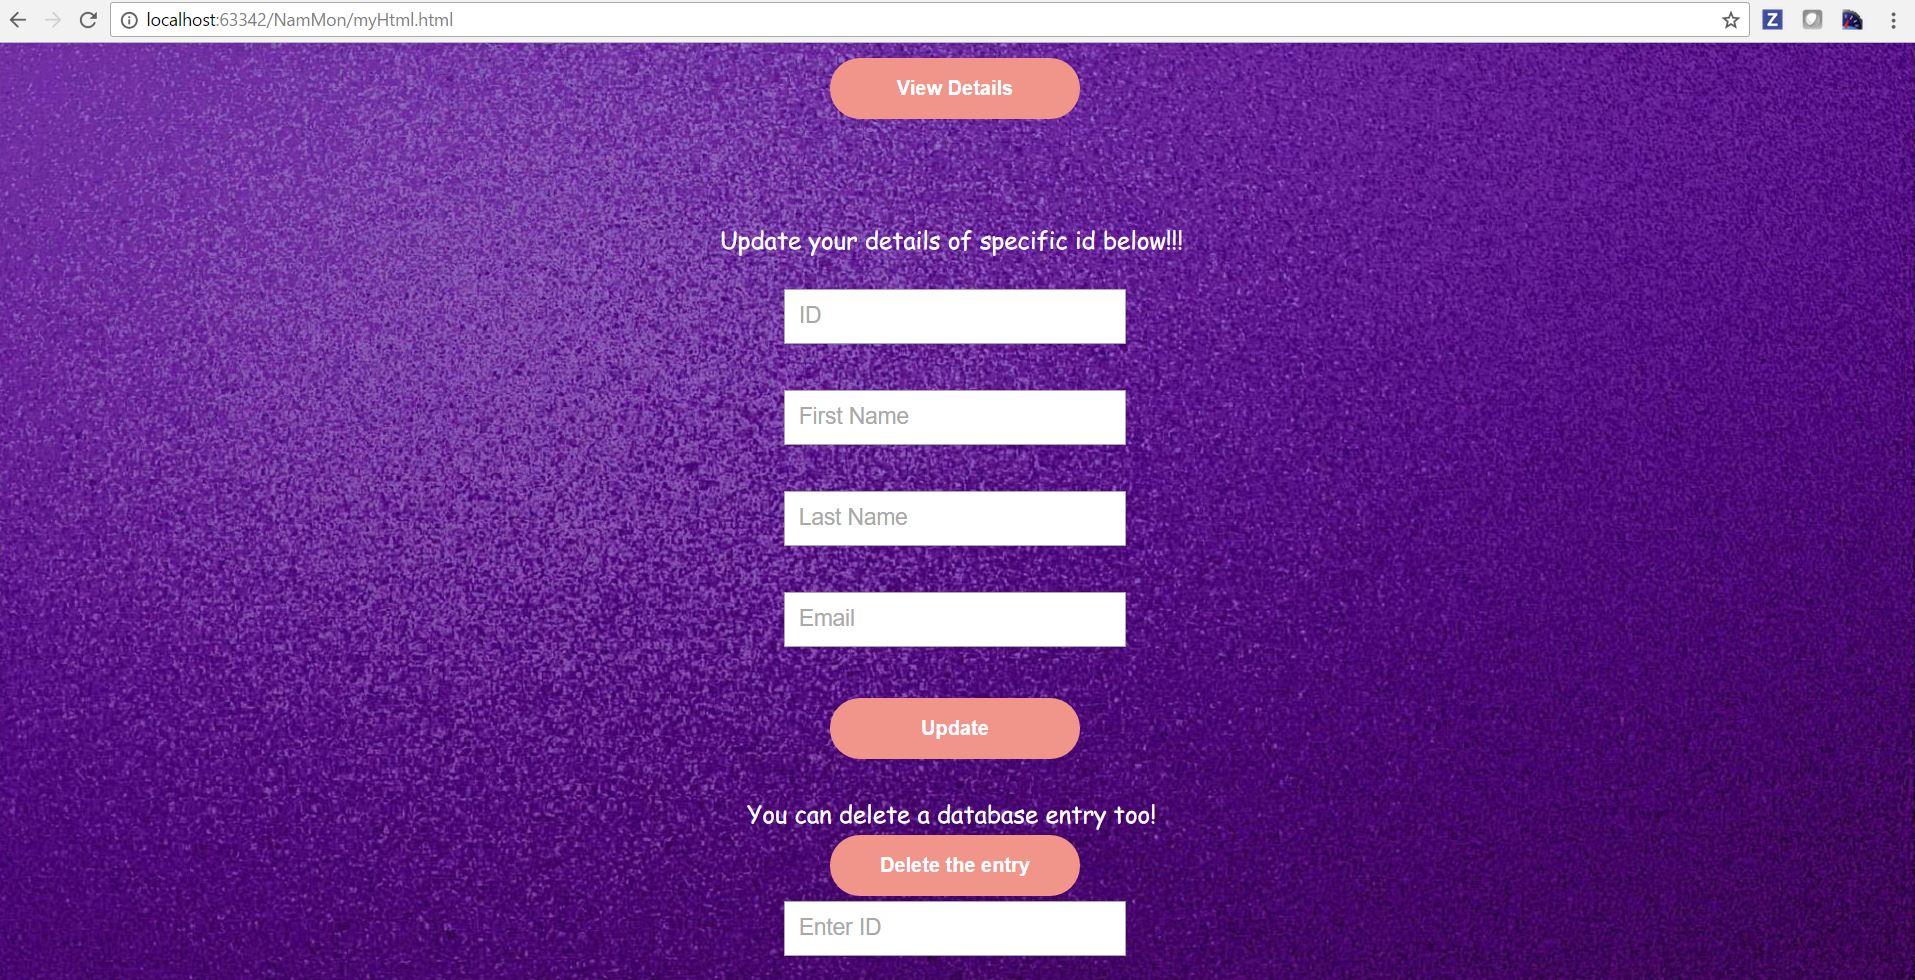 localhost:63342/NamMon/myHtml.html
Z
View Details
Update your details of specific id below!!!
ID
First Name
Last Name
Email
Update
You can delete a database entry too!
Delete the entry
Enter ID